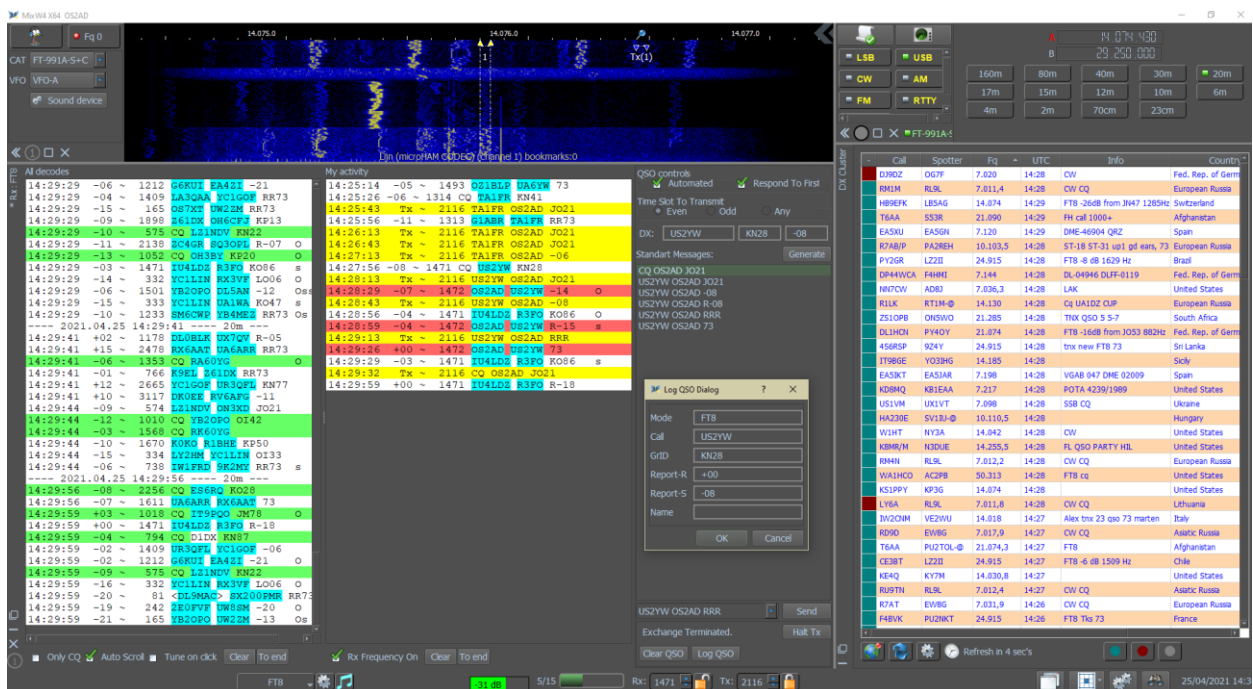 MixW4 X64 OS2AD
Fq 0
CAT FT-991A-S+C
VFO VFO-A
Sound device
14.075.0 14.076.0 14.077.0
1
Tx(1)
Ljn (microHAM CODEC) (channel 1) bookmarks:0
LSB USB
CW AM
FM RTTY
A 14 074 430
B 29 250 000
160m 80m 40m 30m 20m
17m 15m 12m 10m 6m
4m 2m 70cm 23cm
FT-991A-S
Rx: FT8
All decodes
14:29:29 -06 ~ 1212 G6KUI EA4ZI -21
14:29:29 -04 ~ 1409 LA3QAA YC1GOF RR73
14:29:29 -15 ~ 165 OS7XT UW2ZM RR73
14:29:29 -09 ~ 1898 Z61DX OH6CFJ KP13
14:29:29 -10 ~ 575 CQ LZ1NDV KN22
14:29:29 -11 ~ 2138 ZC4GR SQ3OPL R-07 O
14:29:29 -13 ~ 1052 CQ OH3BY KP20 O
14:29:29 -03 ~ 1471 IU4LDZ R3FO KO86 s
14:29:29 -14 ~ 332 YC1LIN RX3VF LO06 O
14:29:29 -06 ~ 1501 YB2OPO DL5AN -12 Os
14:29:29 -15 ~ 333 YC1LIN UA1WA KO47 s
14:29:29 -10 ~ 1233 SM6CWP YB4MEZ RR73 Os
---- 2021.04.25 14:29:41 ---- 20m ---
14:29:41 +02 ~ 1178 DL0BLK UX7QV R-05
14:29:41 +15 ~ 2478 RX6AAT UA6ARR RR73
14:29:41 -06 ~ 1353 CQ RA60YG O
14:29:41 -01 ~ 766 K9EL Z61DX RR73
14:29:41 +12 ~ 2665 YC1GOF UR3QFL KN77
14:29:41 +10 ~ 3117 DK0EE RV6AFG -11
14:29:44 -09 ~ 574 LZ1NDV ON3XD JO21
14:29:44 -12 ~ 1010 CQ YB2OPO OI42
14:29:44 -03 ~ 1568 CQ RK60YG
14:29:44 -10 ~ 1670 K0KO R1BHE KP50
14:29:44 -15 ~ 334 LY2HM YC1LIN OI33
14:29:44 -06 ~ 738 IW1FRD 9K2MY RR73 s
---- 2021.04.25 14:29:56 ---- 20m ---
14:29:56 -08 ~ 2256 CQ ES6RQ KO28
14:29:56 -07 ~ 1611 UA6ARR RX6AAT 73
14:29:59 +03 ~ 1018 CQ IT9PQO JM78 O
14:29:59 +00 ~ 1471 IU4LDZ R3FO R-18
14:29:59 -04 ~ 794 CQ D1DX KN87
14:29:59 -02 ~ 1409 UR3QFL YC1GOF -06
14:29:59 -02 ~ 1212 G6KUI EA4ZI -21 O
14:29:59 -09 ~ 575 CQ LZ1NDV KN22
14:29:59 -16 ~ 332 YC1LIN RX3VF LO06 O
14:29:59 -20 ~ 81 <DL9MAC> SX200PMR RR73
14:29:59 -19 ~ 242 2E0FVF UW8SM -20 O
14:29:59 -21 ~ 165 YB2OPO UW2ZM -13 Os
Only CQ Auto Scroll Tune on click Clear To end
My activity
14:25:14 -05 ~ 1493 OZ1BLP UA6YW 73
14:25:26 -06 ~ 1314 CQ TA1FR KN41
14:25:43 Tx ~ 2116 TA1FR OS2AD JO21
14:25:56 -11 ~ 1313 G1ABR TA1FR RR73
14:26:13 Tx ~ 2116 TA1FR OS2AD JO21
14:26:43 Tx ~ 2116 TA1FR OS2AD JO21
14:27:13 Tx ~ 2116 TA1FR OS2AD -06
14:27:56 -08 ~ 1471 CQ US2YW KN28
14:28:13 Tx ~ 2116 US2YW OS2AD JO21
14:28:29 -07 ~ 1472 OS2AD US2YW -14 O
14:28:43 Tx ~ 2116 US2YW OS2AD -08
14:28:59 -04 ~ 1471 IU4LDZ R3FO KO86 O
14:28:59 -04 ~ 1472 OS2AD US2YW R-15 s
14:29:13 Tx ~ 2116 US2YW OS2AD RRR
14:29:26 +00 ~ 1472 OS2AD US2YW 73
14:29:29 -03 ~ 1471 IU4LDZ R3FO KO86 s
14:29:32 Tx ~ 2116 CQ OS2AD JO21
14:29:59 +00 ~ 1471 IU4LDZ R3FO R-18
Rx Frequency On Clear To end
QSO controls
Automated Respond To First
Time Slot To Transmit
Even Odd Any
DX: US2YW KN28 -08
Standart Messages: Generate
CQ OS2AD JO21
US2YW OS2AD JO21
US2YW OS2AD -08
US2YW OS2AD R-08
US2YW OS2AD RRR
US2YW OS2AD 73
Log QSO Dialog ? X
Mode FT8
Call US2YW
GrID KN28
Report-R +00
Report-S -08
Name
OK Cancel
US2YW OS2AD RRR Send
Exchange Terminated. Halt Tx
Clear QSO Log QSO
DX Cluster
- Call Spotter Fq UTC Info Country
DJ9DZ OG7F 7.020 14:28 CW Fed. Rep. of Germ
RM1M RL9L 7.011,4 14:28 CW CQ European Russia
HB9EFK LB5AG 14.074 14:29 FT8 -26dB from JN47 1285Hz Switzerland
T6AA S53R 21.090 14:29 FH call 1000+ Afghanistan
EA5XU EA5GN 7.120 14:29 DME-46904 QRZ Spain
R7AB/P PA2REH 10.103,5 14:28 ST-18 ST-31 up1 gd ears, 73 European Russia
PY2GR LZ2II 24.915 14:28 FT8 -8 dB 1629 Hz Brazil
DP44WCA F4HMI 7.144 14:28 DL-04946 DLFF-0119 Fed. Rep. of Germ
NN7CW AD8J 7.036,3 14:28 LAK United States
R1LK RT1M-@ 14.130 14:28 Cq UA1DZ CUP European Russia
ZS1OPB ON5WO 21.285 14:28 TNX QSO 5 5-7 South Africa
DL1HCN PY4OY 21.074 14:28 FT8 -16dB from JO53 882Hz Fed. Rep. of Germ
4S6RSP 9Z4Y 24.915 14:28 tnx new FT8 73 Sri Lanka
IT9BGE YO3IHG 14.185 14:28 Sicily
EA5IKT EA5JAR 7.198 14:28 VGAB 047 DME 02009 Spain
KD8MQ KB1EAA 7.217 14:28 POTA 4239/1989 United States
US1VM UX1VT 7.098 14:28 SSB CQ Ukraine
HA230E SV1IJ-@ 10.110,5 14:28 Hungary
W1HT NY3A 14.042 14:28 CW United States
K8MR/M N3DUE 14.255,5 14:28 FL QSO PARTY HIL United States
RM4N RL9L 7.012,2 14:28 CW CQ European Russia
WA1HCO AC2PB 50.313 14:28 FT8 cq United States
KS1PPY KP3G 14.074 14:28 United States
LY6A RL9L 7.011,8 14:28 CW CQ Lithuania
IW2CNM VE2WU 14.018 14:27 Alex tnx 23 qso 73 marten Italy
RD9D EW8G 7.017,9 14:27 CW CQ Asiatic Russia
T6AA PU2TOL-@ 21.074,3 14:27 FT8 Afghanistan
CE3BT LZ2II 24.915 14:27 FT8 -6 dB 1509 Hz Chile
KE4Q KY7M 14.030,8 14:27 United States
RU9TN RL9L 7.012,4 14:27 CW CQ Asiatic Russia
R7AT EW8G 7.031,9 14:26 CW CQ European Russia
F4BVK PU2NKT 24.915 14:26 FT8 Tks 73 France
Refresh in 4 sec's
FT8 -31 dB 5/15 Rx: 1471 Tx: 2116 25/04/2021 14:3